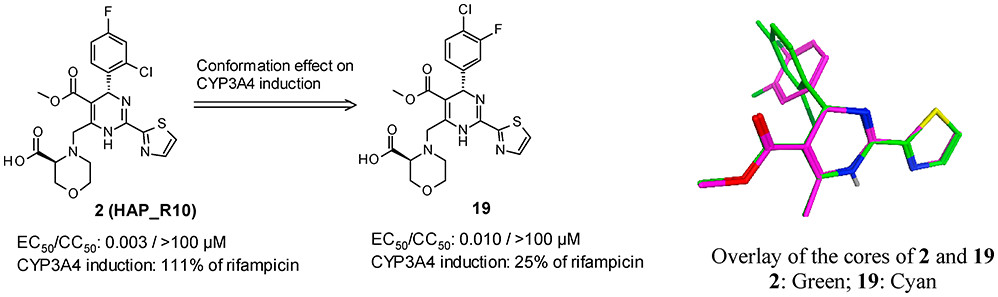 F
Cl
O
O
N
N
H
S
N
N
O
HO
O
2 (HAP_R10)
EC50/CC50: 0.003 / >100 µM
CYP3A4 induction: 111% of rifampicin
Conformation effect on
CYP3A4 induction
Cl
F
O
O
N
N
H
S
N
N
O
HO
O
19
EC50/CC50: 0.010 / >100 µM
CYP3A4 induction: 25% of rifampicin
Overlay of the cores of 2 and 19
2: Green; 19: Cyan